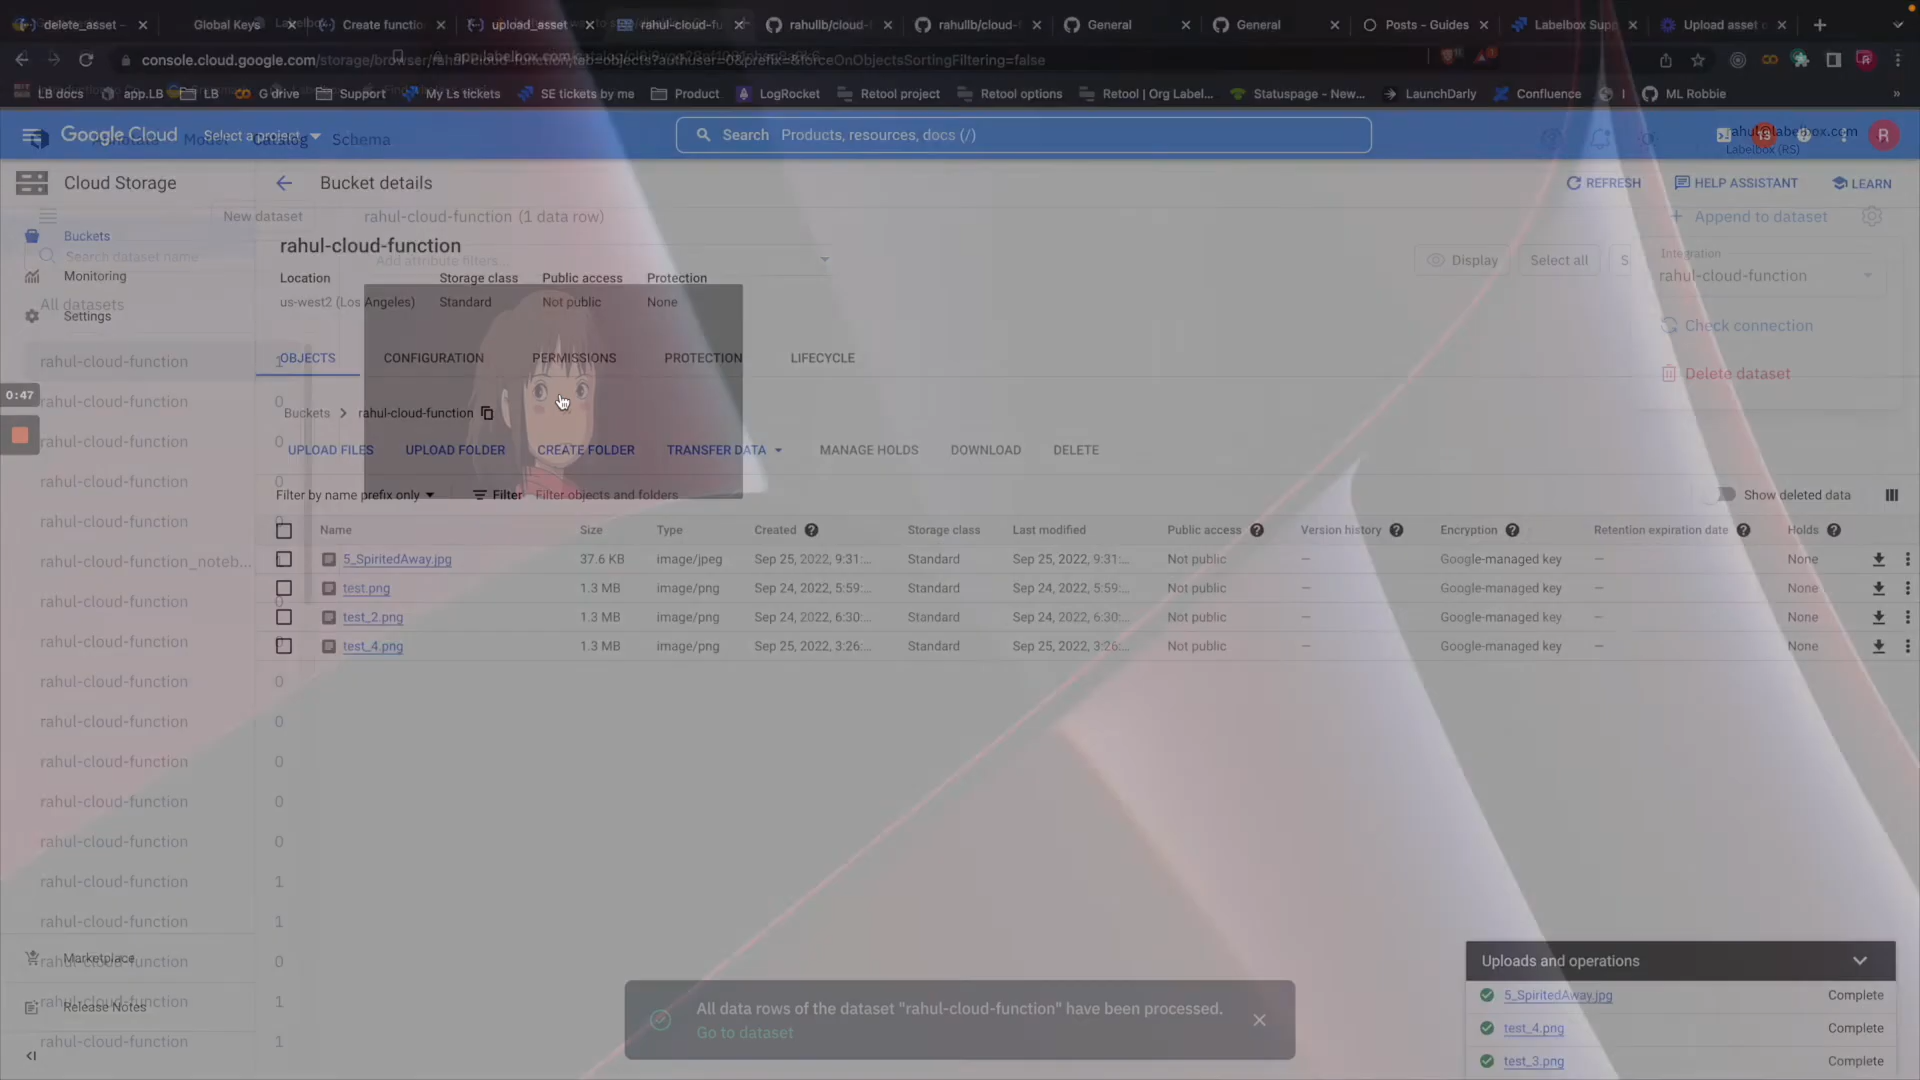 delete_asset -
Global Keys
Create functio
upload_asset
rahul-cloud-fu
rahullb/cloud-
rahullb/cloud-
General
General
Posts - Guides
Labelbox Supp
Upload asset o
console.cloud.google.com/storage/browser/rahul-cloud-function;tab=objects?authuser=0&prefix=&forceOnObjectsSortingFiltering=false
LB docs
app.LB
LB
G drive
Support
My Ls tickets
SE tickets by me
Product
LogRocket
Retool project
Retool options
Retool | Org Label...
Statuspage - New...
LaunchDarly
Confluence
ML Robbie
»
Google Cloud
Select a project
Search Products, resources, docs (/)
Annotate
Model
Catalog
Schema
rahul@labelbox.com
Labelbox (RS)
13
R
Cloud Storage
Bucket details
REFRESH
HELP ASSISTANT
LEARN
New dataset
rahul-cloud-function (1 data row)
+ Append to dataset
Buckets
rahul-cloud-function
Search dataset name
Add attribute filters...
Display
Select all
S
Integration
rahul-cloud-function
Monitoring
Location
Storage class
Public access
Protection
us-west2 (Los Angeles)
Standard
Not public
None
All datasets
Settings
Check connection
OBJECTS
CONFIGURATION
PERMISSIONS
PROTECTION
LIFECYCLE
rahul-cloud-function 1
Delete dataset
0:47
rahul-cloud-function 0
Buckets
rahul-cloud-function
rahul-cloud-function 0
UPLOAD FILES
UPLOAD FOLDER
CREATE FOLDER
TRANSFER DATA
MANAGE HOLDS
DOWNLOAD
DELETE
rahul-cloud-function 0
Filter by name prefix only
Filter
Filter objects and folders
Show deleted data
rahul-cloud-function
Name
Size
Type
Created
Storage class
Last modified
Public access
Version history
Encryption
Retention expiration date
Holds
rahul-cloud-function_noteb...
5_SpiritedAway.jpg 37.6 KB image/jpeg Sep 25, 2022, 9:31:... Standard Sep 25, 2022, 9:31:... Not public — Google-managed key — None
test.png 1.3 MB image/png Sep 24, 2022, 5:59:... Standard Sep 24, 2022, 5:59:... Not public — Google-managed key — None
rahul-cloud-function 0
test_2.png 1.3 MB image/png Sep 24, 2022, 6:30:... Standard Sep 24, 2022, 6:30:... Not public — Google-managed key — None
rahul-cloud-function 0
test_4.png 1.3 MB image/png Sep 25, 2022, 3:26:... Standard Sep 25, 2022, 3:26:... Not public — Google-managed key — None
rahul-cloud-function 0
rahul-cloud-function 0
rahul-cloud-function 0
rahul-cloud-function 0
rahul-cloud-function 0
rahul-cloud-function 1
rahul-cloud-function 1
Marketplace
rahul-cloud-function 0
rahul-cloud-function 1
Release Notes
rahul-cloud-function 1
All data rows of the dataset "rahul-cloud-function" have been processed.
Go to dataset
Uploads and operations
5_SpiritedAway.jpg Complete
test_4.png Complete
test_3.png Complete